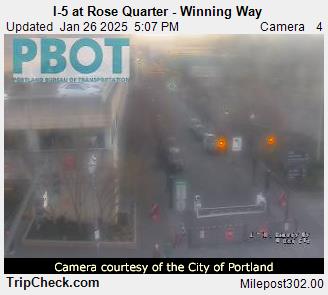 I-5 at Rose Quarter - Winning Way
Updated Jan 26 2025 5:07 PM Camera 4
PBOT
PORTLAND BUREAU OF TRANSPORTATION
Camera courtesy of the City of Portland
TripCheck.com Milepost302.00